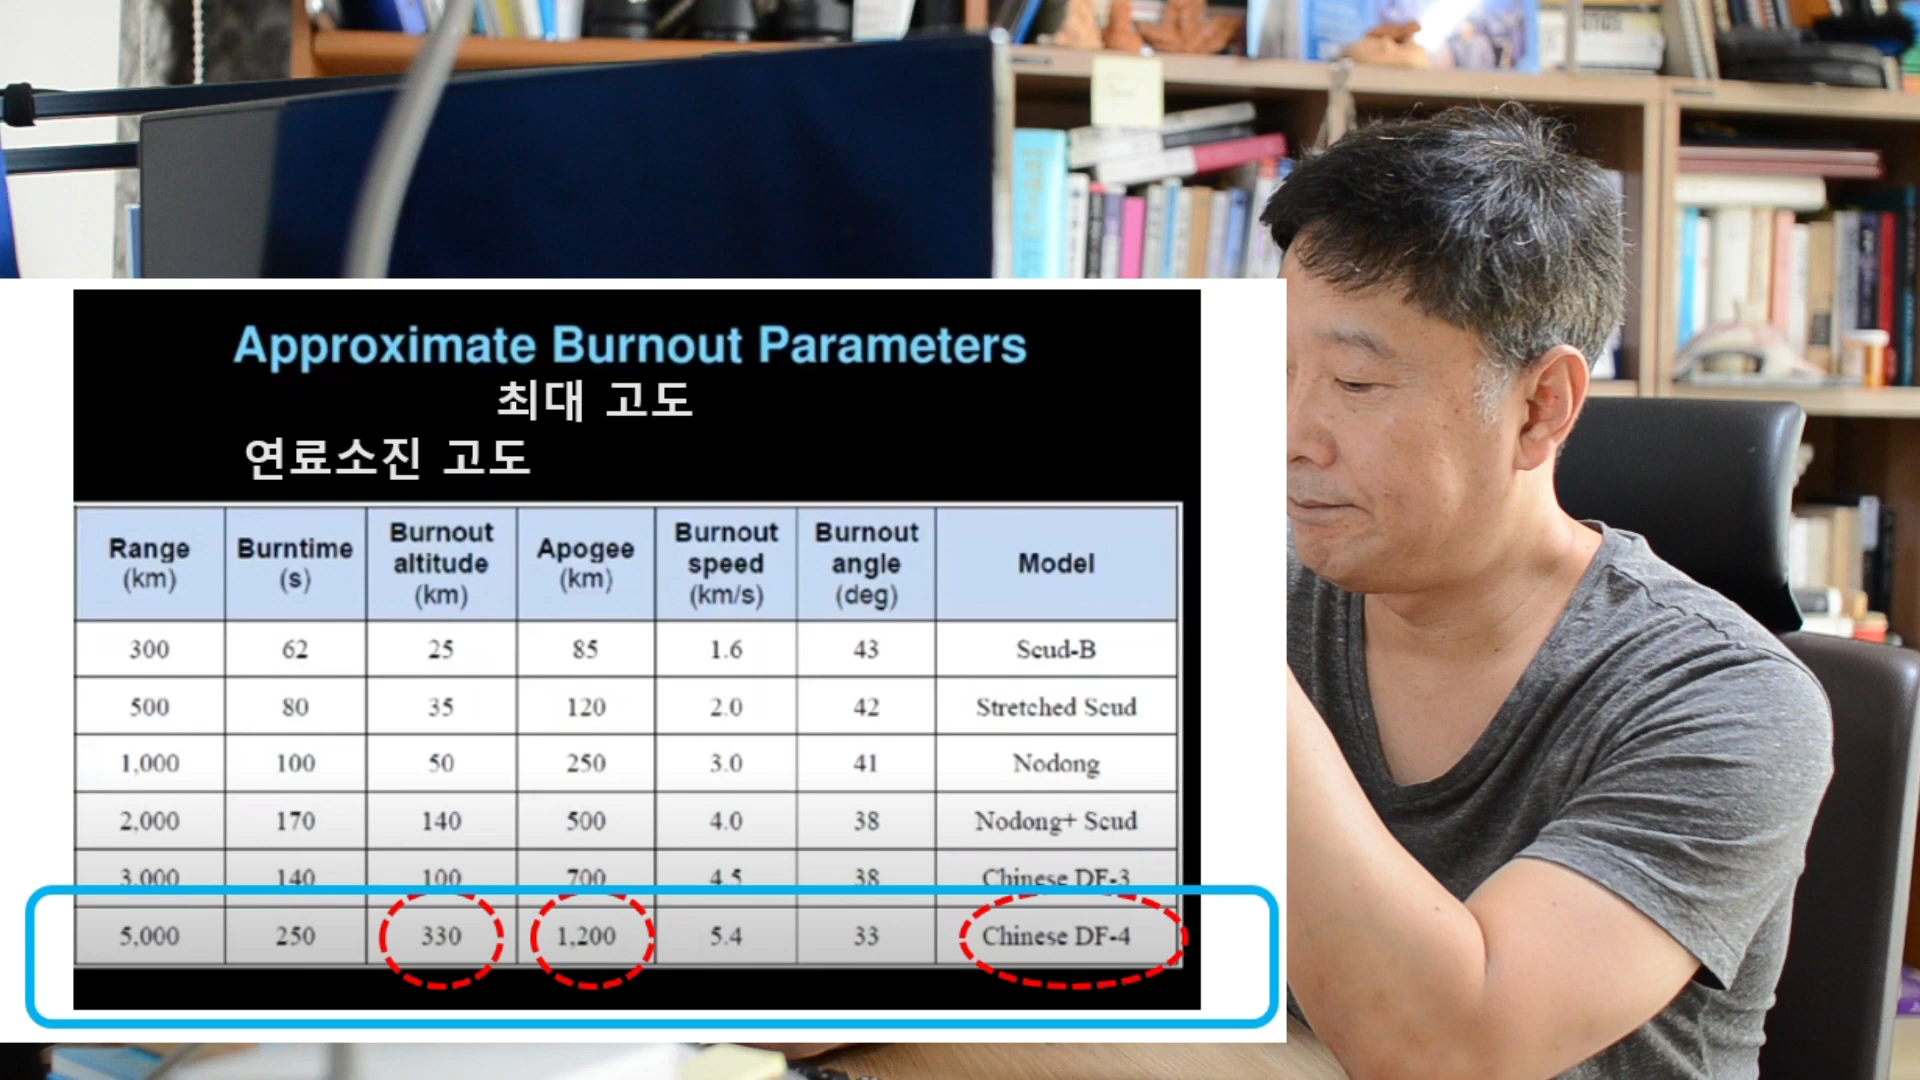 Approximate Burnout Parameters
최대 고도
연료소진 고도
Range (km) Burntime (s) Burnout altitude (km) Apogee (km) Burnout speed (km/s) Burnout angle (deg) Model
300 62 25 85 1.6 43 Scud-B
500 80 35 120 2.0 42 Stretched Scud
1,000 100 50 250 3.0 41 Nodong
2,000 170 140 500 4.0 38 Nodong+ Scud
3,000 140 100 700 4.5 38 Chinese DF-3
5,000 250 330 1,200 5.4 33 Chinese DF-4